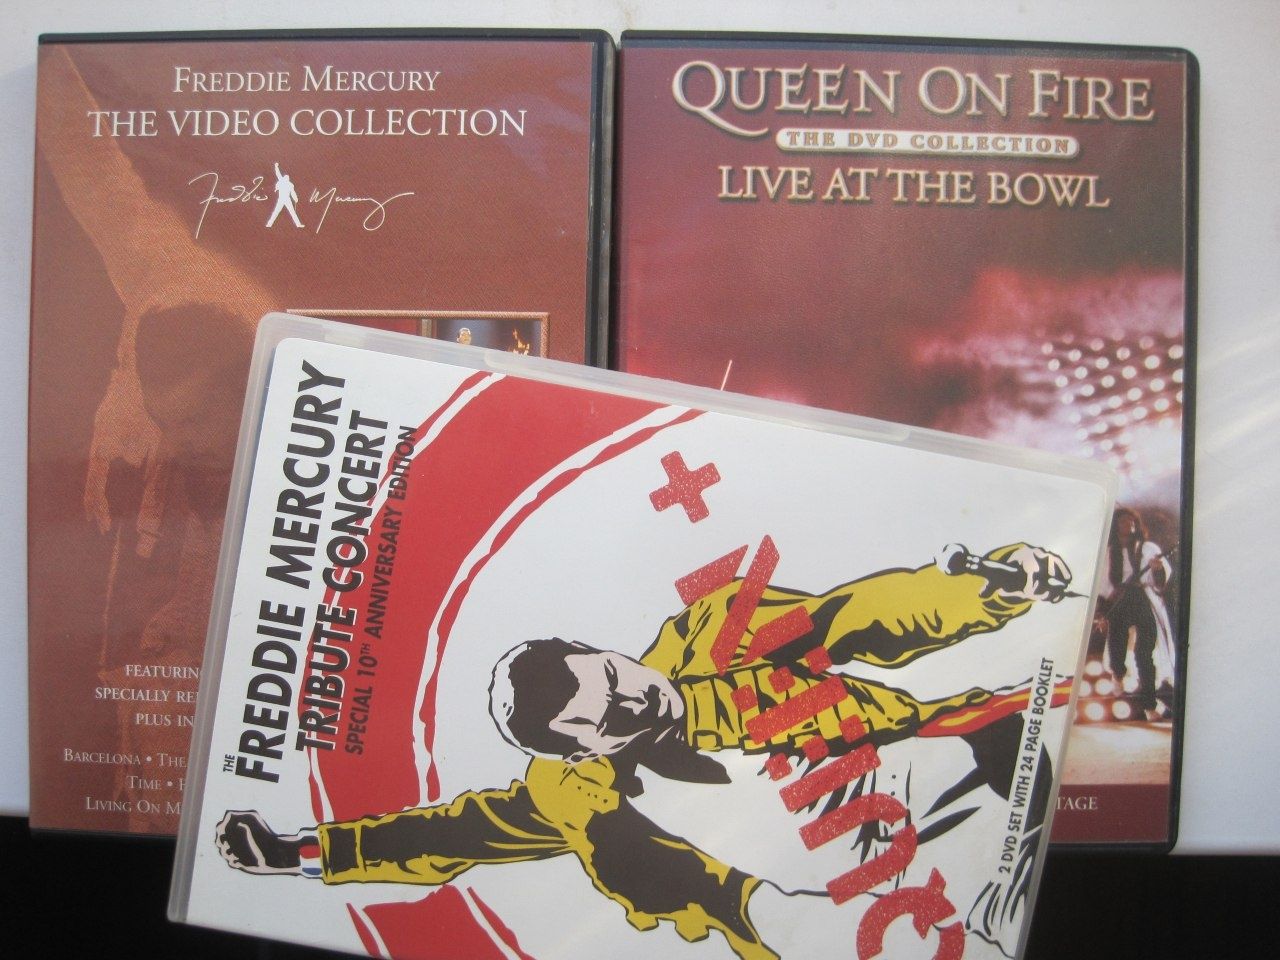 FREDDIE MERCURY
THE VIDEO COLLECTION
Freddie Mercury
FEATURING
PLUS
BARCELONA • THE
TIME •
LIVING ON
QUEEN ON FIRE
THE DVD COLLECTION
LIVE AT THE BOWL
THE
FREDDIE MERCURY
TRIBUTE CONCERT
SPECIAL 10TH ANNIVERSARY EDITION
2 DVD SET WITH 24 PAGE BOOKLET